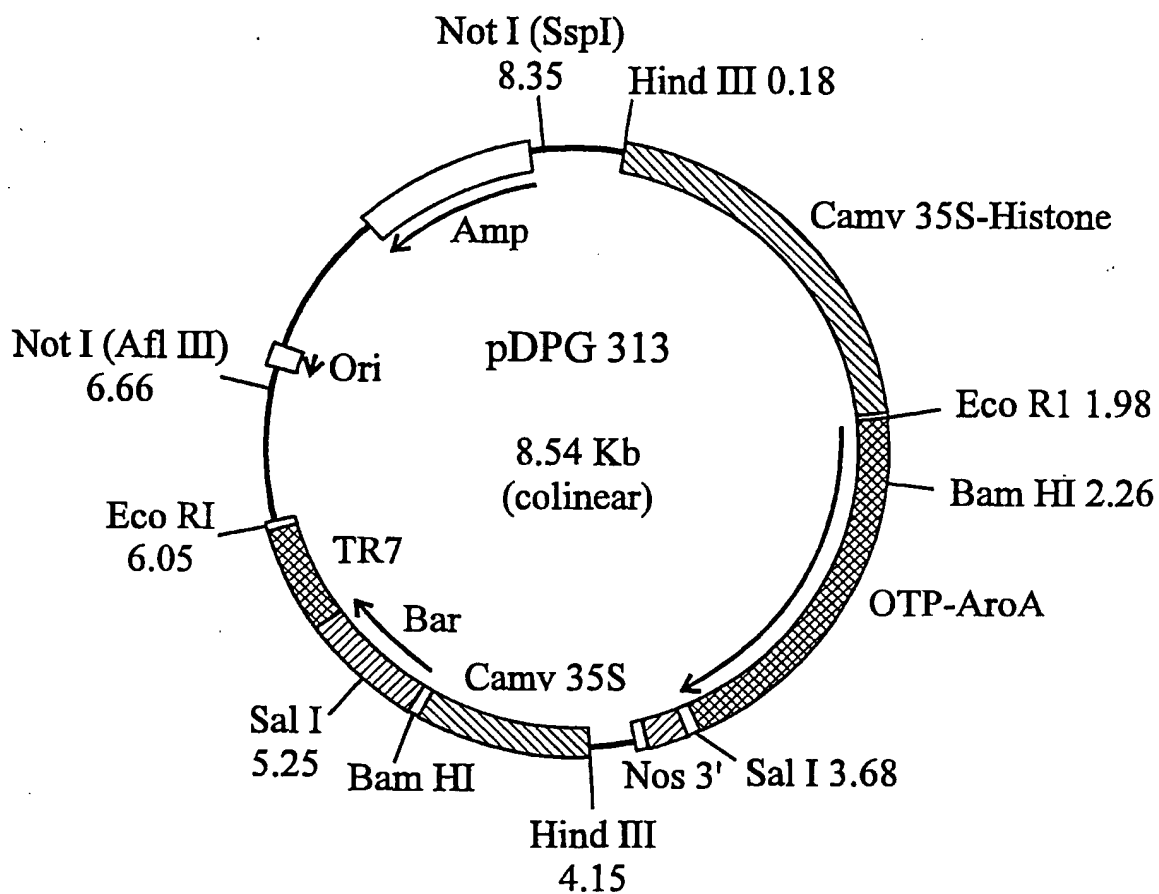 Not I (SspI)
8.35
Hind III 0.18
Camv 35S-Histone
Amp
Not I (Afl III)
6.66
Ori
pDPG 313
Eco R1 1.98
8.54 Kb
(colinear)
Bam HI 2.26
Eco RI
6.05
TR7
OTP-AroA
Bar
Camv 35S
Sal I
5.25
Bam HI
Nos 3'
Sal I 3.68
Hind III
4.15